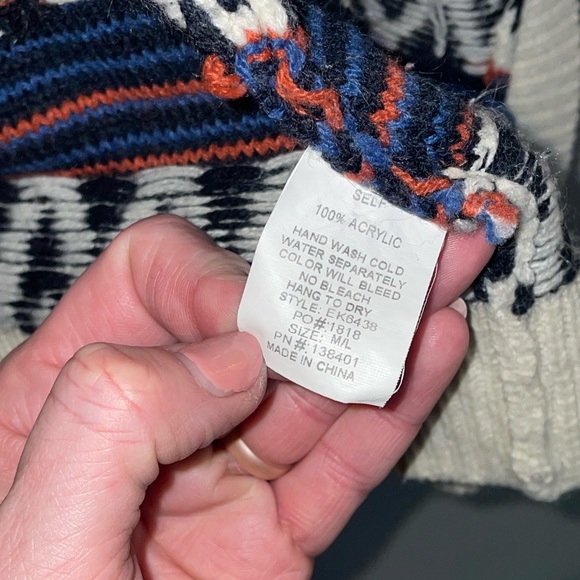 SELF
100% ACRYLIC
HAND WASH COLD
WATER SEPARATELY
COLOR WILL BLEED
NO BLEACH
HANG TO DRY
STYLE: EK6438
PO#:1818
SIZE: M/L
PN#:138401
MADE IN CHINA